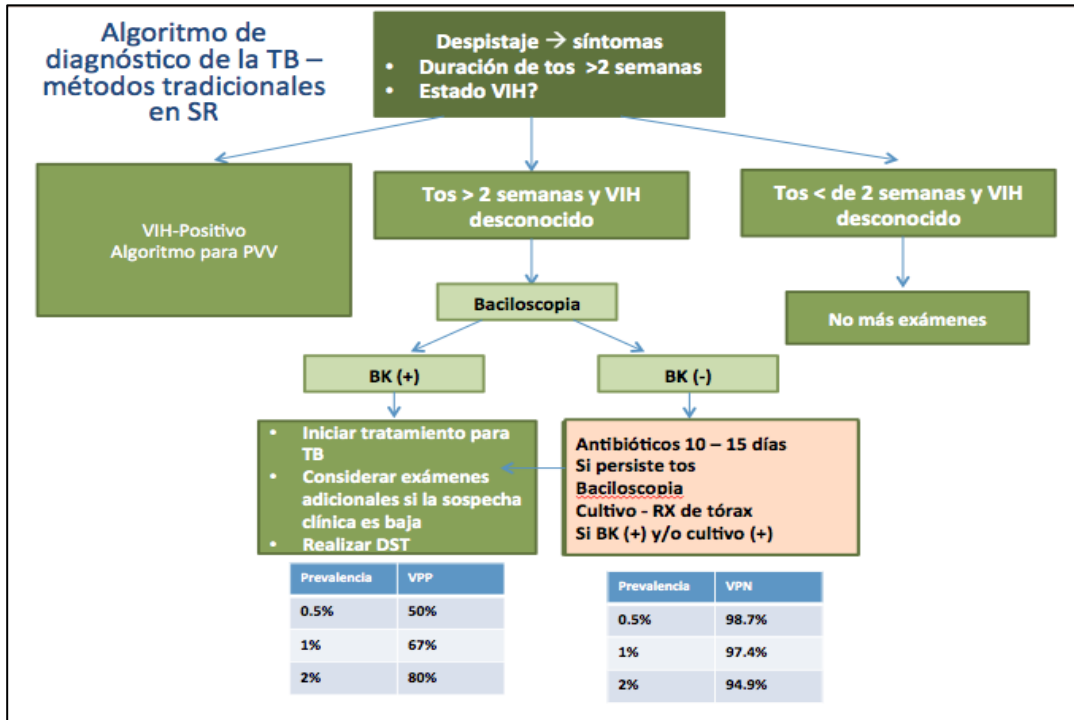 Algoritmo de
diagnóstico de la TB –
métodos tradicionales
en SR
Despistaje → síntomas
• Duración de tos >2 semanas
• Estado VIH?
VIH-Positivo
Algoritmo para PVV
Tos > 2 semanas y VIH
desconocido
Tos < de 2 semanas y VIH
desconocido
Baciloscopia
No más exámenes
BK (+)
BK (-)
• Iniciar tratamiento para
TB
• Considerar exámenes
adicionales si la sospecha
clínica es baja
• Realizar DST
Antibióticos 10 – 15 días
Si persiste tos
Baciloscopia
Cultivo - RX de tórax
Si BK (+) y/o cultivo (+)
Prevalencia VPP
0.5% 50%
1% 67%
2% 80%
Prevalencia VPN
0.5% 98.7%
1% 97.4%
2% 94.9%